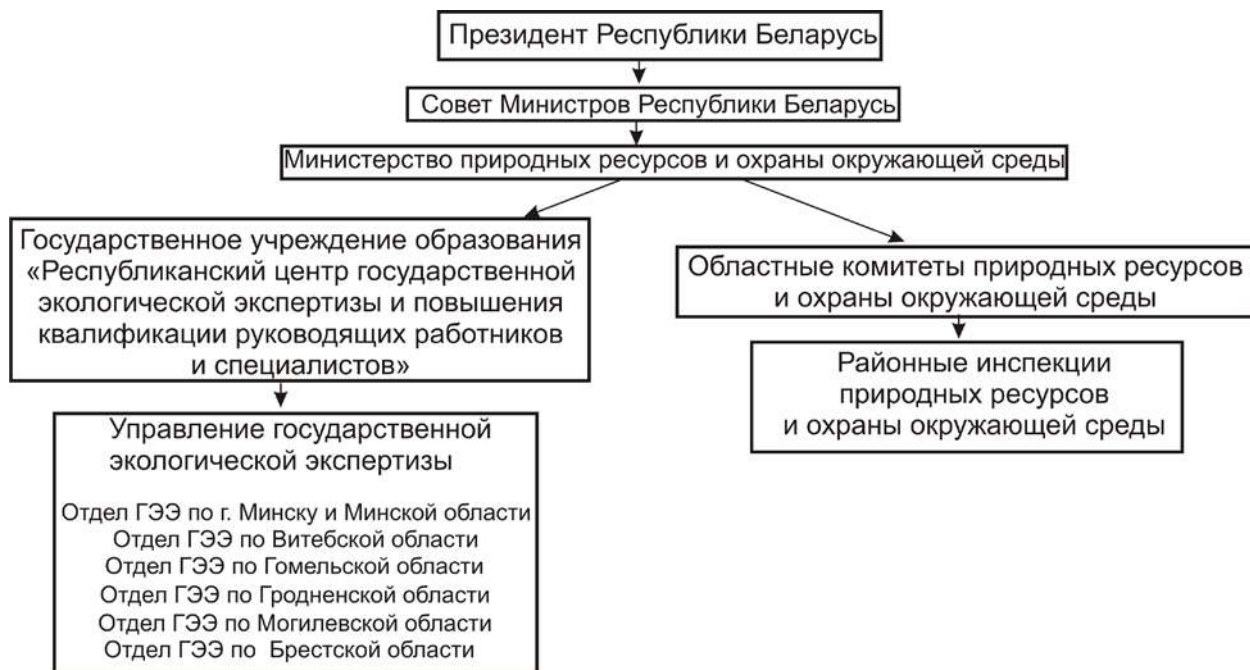 Президент Республики Беларусь
Совет Министров Республики Беларусь
Министерство природных ресурсов и охраны окружающей среды
Государственное учреждение образования
«Республиканский центр государственной
экологической экспертизы и повышения
квалификации руководящих работников
и специалистов»
Областные комитеты природных ресурсов
и охраны окружающей среды
Районные инспекции
природных ресурсов
и охраны окружающей среды
Управление государственной
экологической экспертизы
Отдел ГЭЭ по г. Минску и Минской области
Отдел ГЭЭ по Витебской области
Отдел ГЭЭ по Гомельской области
Отдел ГЭЭ по Гродненской области
Отдел ГЭЭ по Могилевской области
Отдел ГЭЭ по Брестской области